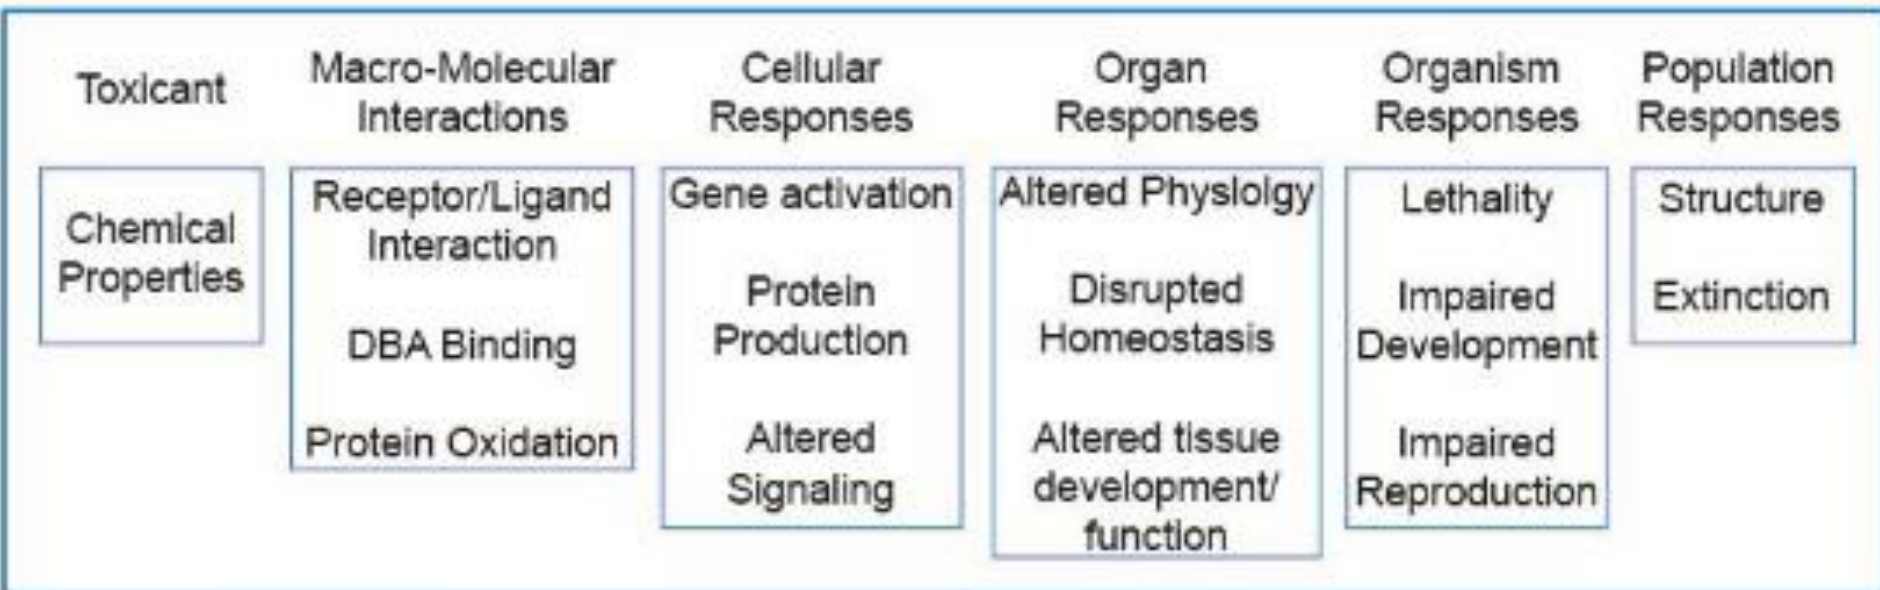 Toxicant
Chemical
Properties
Macro-Molecular
Interactions
Receptor/Ligand
Interaction
DBA Binding
Protein Oxidation
Cellular
Responses
Gene activation
Protein
Production
Altered
Signaling
Organ
Responses
Altered Physlolgy
Disrupted
Homeostasis
Altered tissue
development/
function
Organism
Responses
Lethality
Impaired
Development
Impaired
Reproduction
Population
Responses
Structure
Extinction